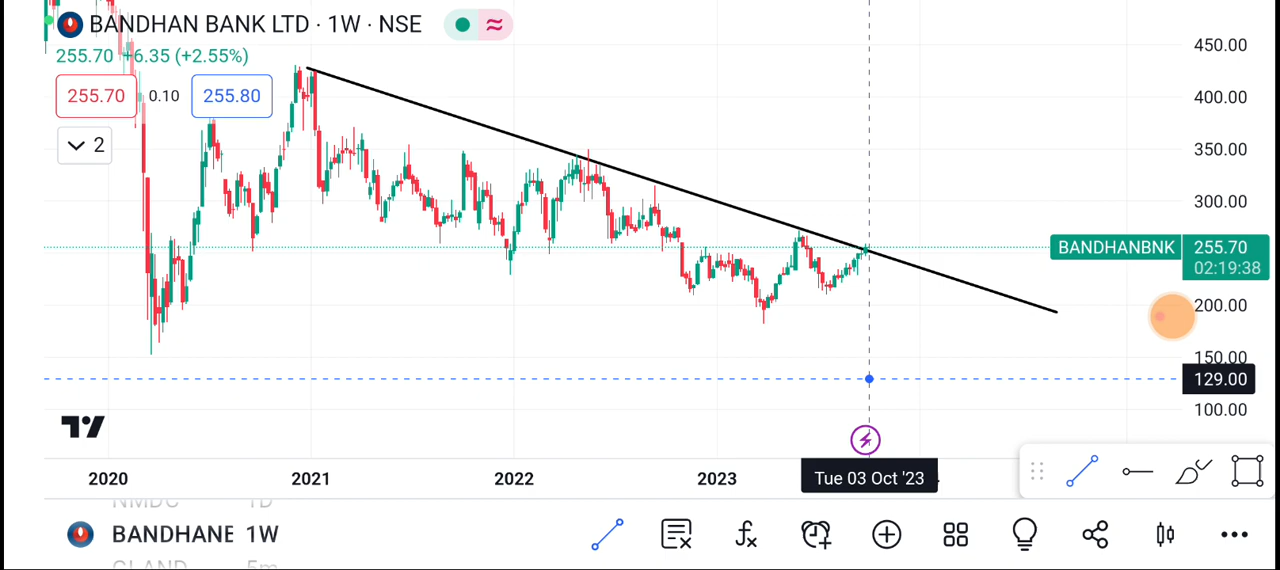 BANDHAN BANK LTD · 1W · NSE
255.70 +6.35 (+2.55%)
255.70 0.10 255.80
2
450.00
400.00
350.00
300.00
BANDHANBNK 255.70
02:19:38
200.00
150.00
129.00
100.00
2020 2021 2022 2023 Tue 03 Oct '23
NMDC 1D
BANDHANE 1W
GLAND 5m